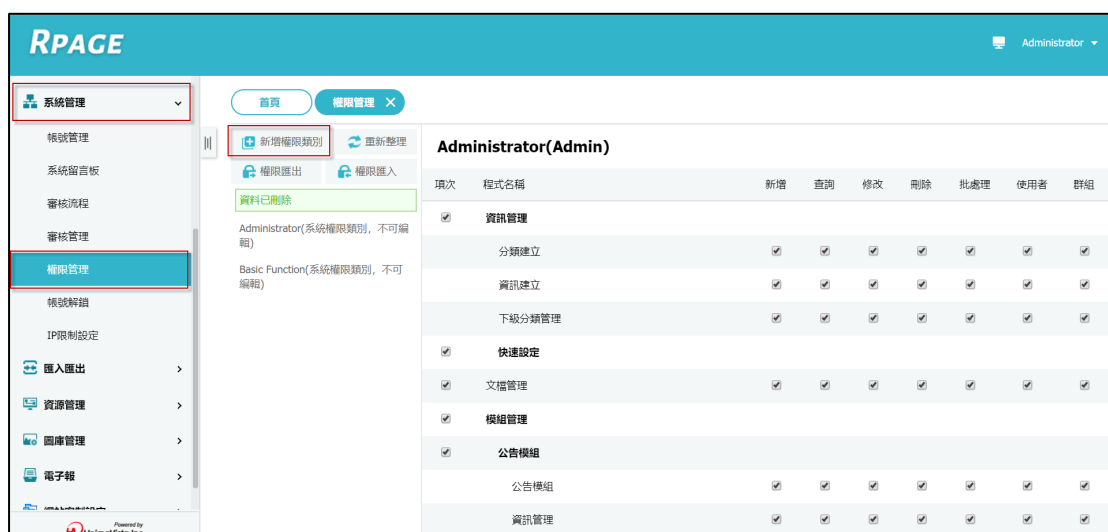 RPAGE
Administrator
系統管理
帳號管理
系統留言板
審核流程
審核管理
權限管理
帳號解鎖
IP限制設定
匯入匯出
資源管理
圖庫管理
電子報
Powered by
首頁 權限管理
新增權限類別 重新整理
權限匯出 權限匯入
資料已刪除
Administrator(系統權限類別，不可編
輯)
Basic Function(系統權限類別，不可
編輯)
Administrator(Admin)
項次 程式名稱 新增 查詢 修改 刪除 批處理 使用者 群組
資訊管理
分類建立
資訊建立
下級分類管理
快速設定
文檔管理
模組管理
公告模組
公告模組
資訊管理